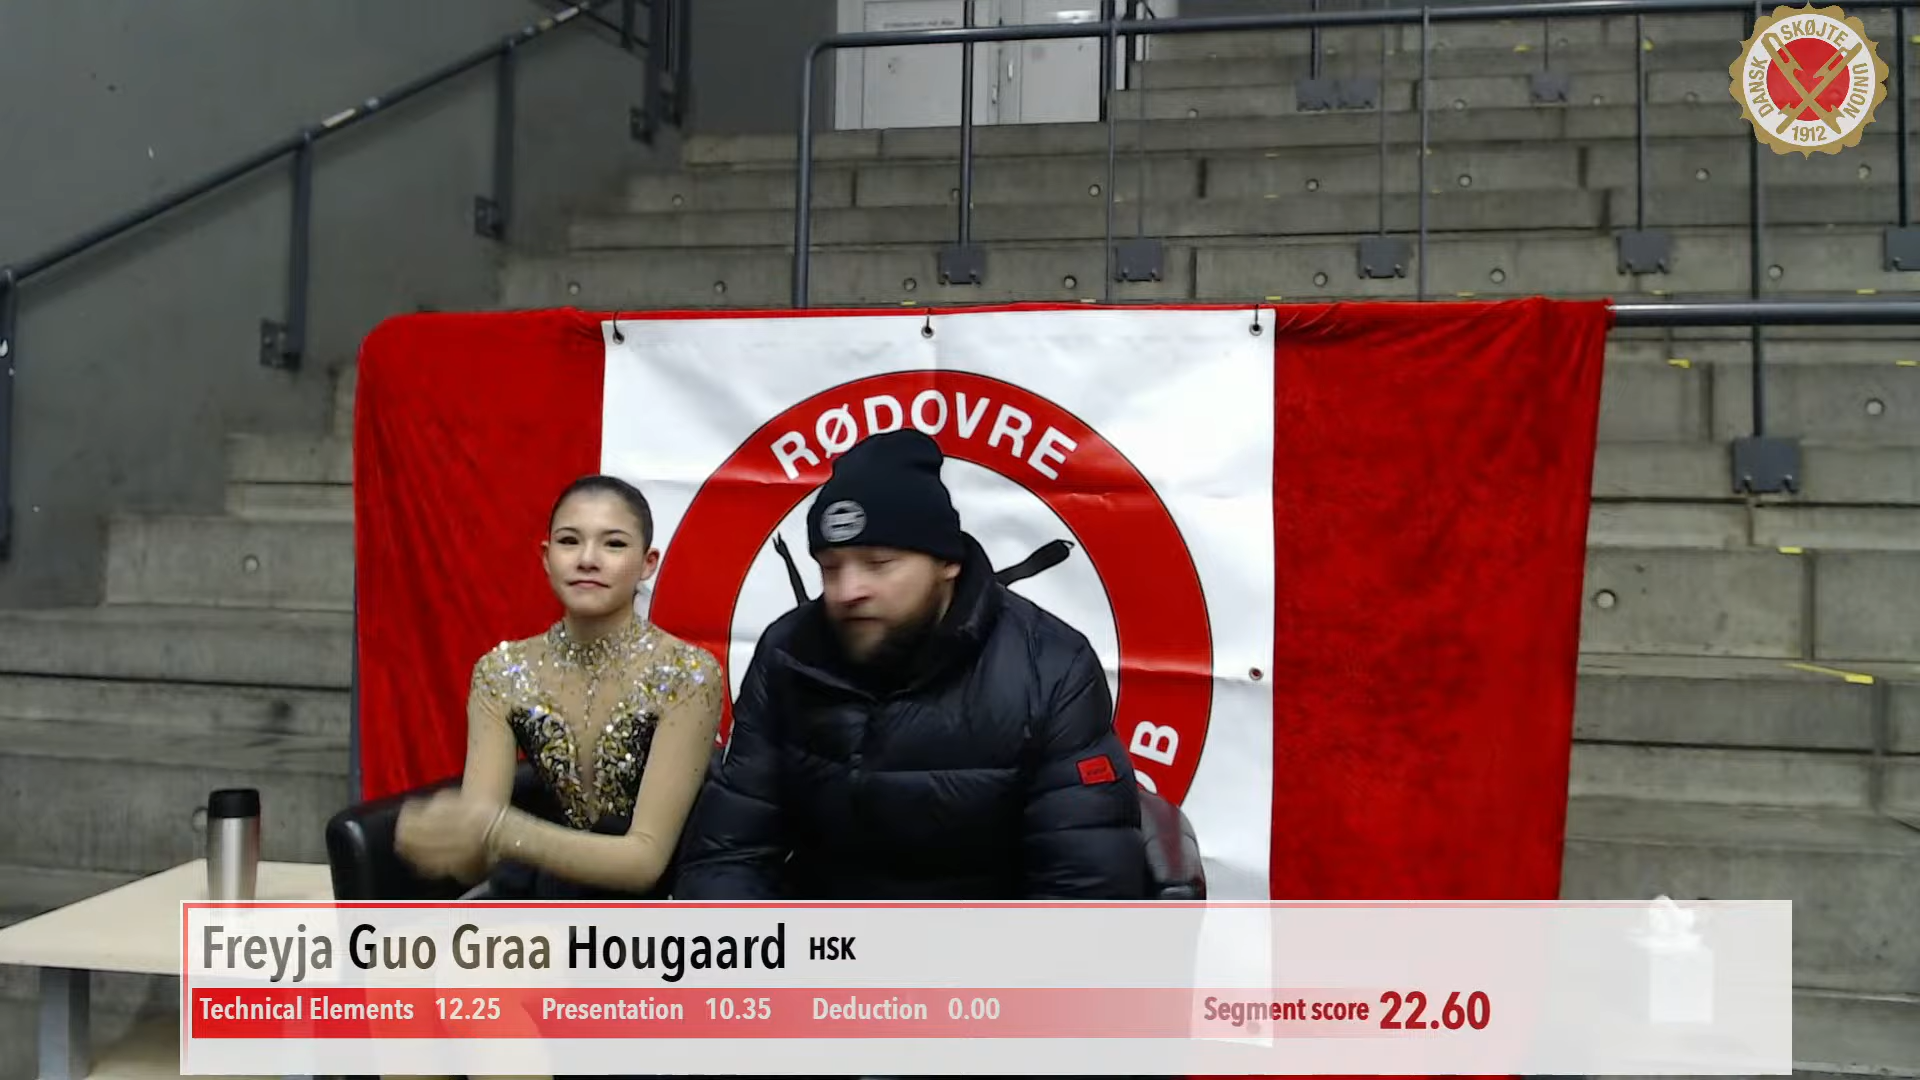 DANSK SKØJTE UNION
1912
RØDOVRE
Freyja Guo Graa Hougaard HSK
Technical Elements 12.25 Presentation 10.35 Deduction 0.00 Segment score 22.60